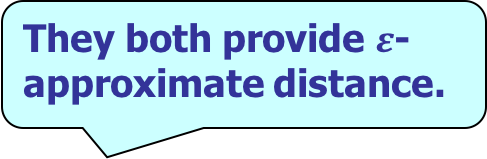 They both provide ε-
approximate distance.